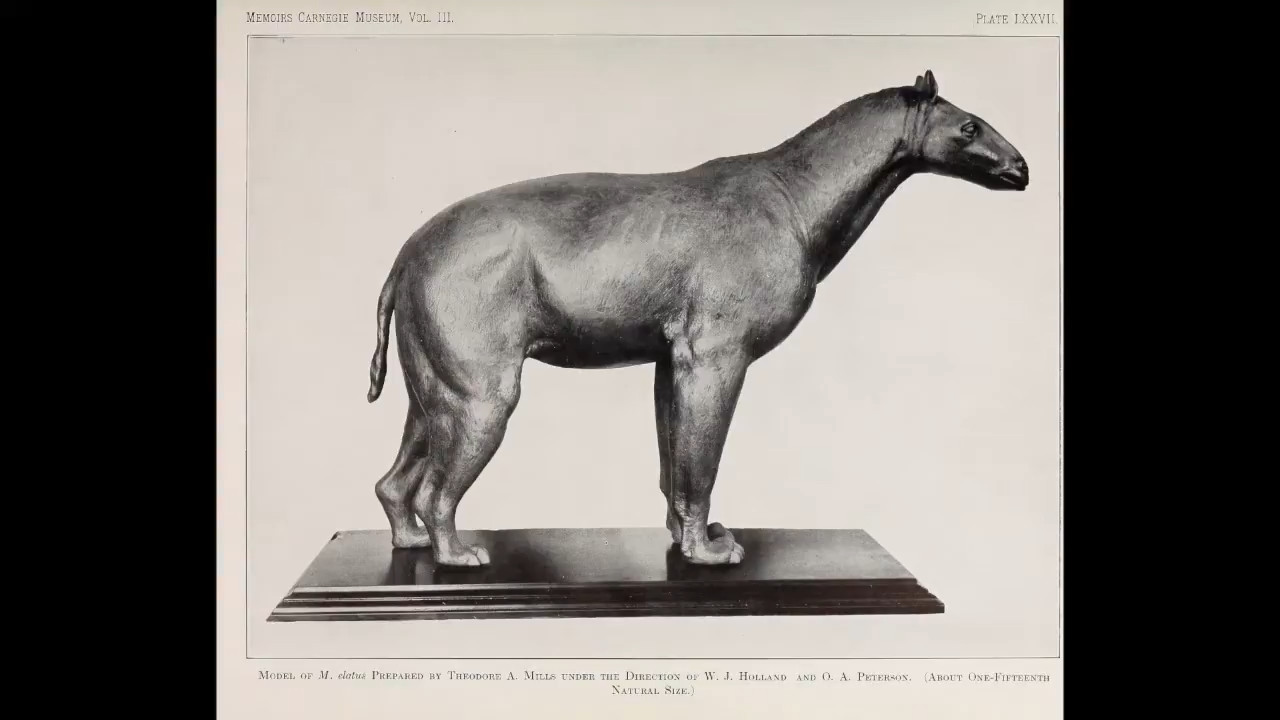 Memoirs Carnegie Museum, Vol. III.
Plate LXXVII.
Model of M. elatus Prepared by Theodore A. Mills under the Direction of W. J. Holland and O. A. Peterson. (About One-Fifteenth
Natural Size.)